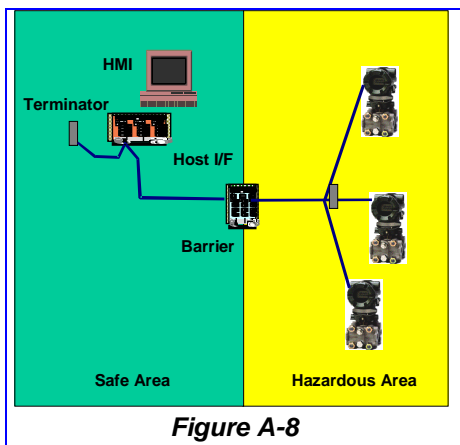 HMI
Terminator
Host I/F
Barrier
Safe Area
Hazardous Area
Figure A-8